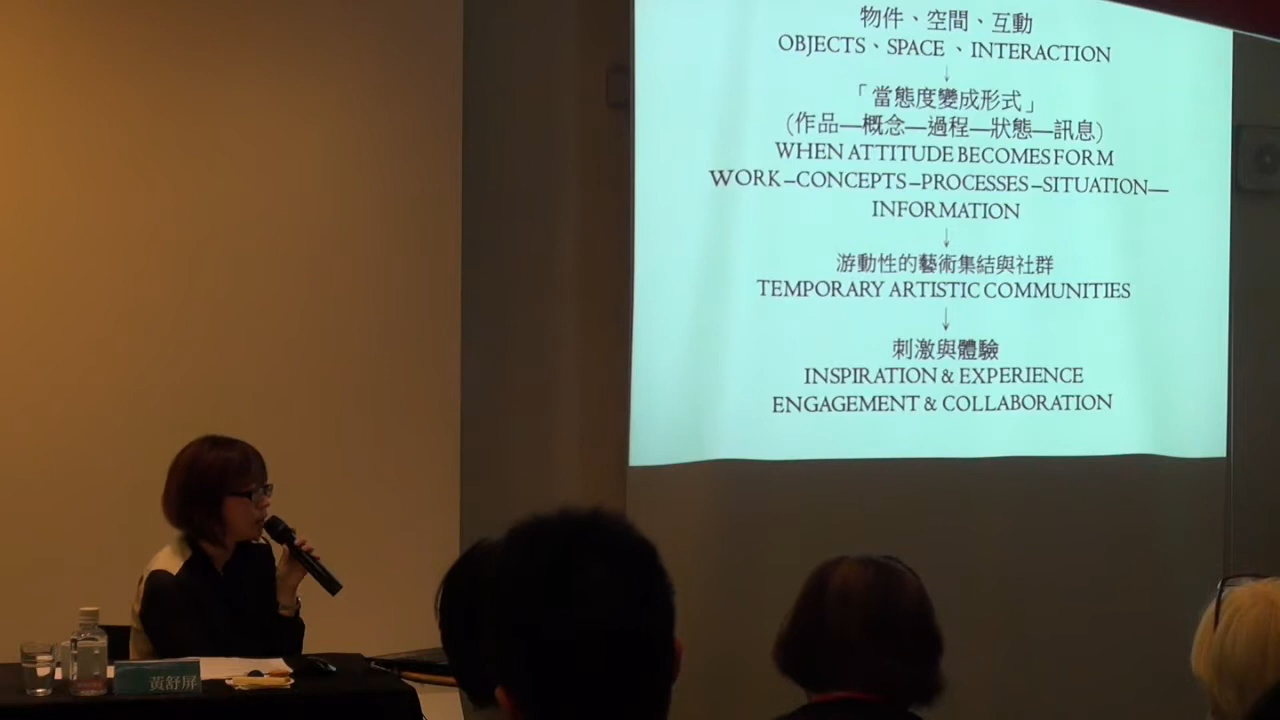 物件、空間、互動
OBJECTS、SPACE、INTERACTION
↓
「當態度變成形式」
(作品—概念—過程—狀態—訊息)
WHEN ATTITUDE BECOMES FORM
WORK–CONCEPTS–PROCESSES–SITUATION—
INFORMATION
↓
游動性的藝術集結與社群
TEMPORARY ARTISTIC COMMUNITIES
↓
刺激與體驗
INSPIRATION & EXPERIENCE
ENGAGEMENT & COLLABORATION
黃舒屏